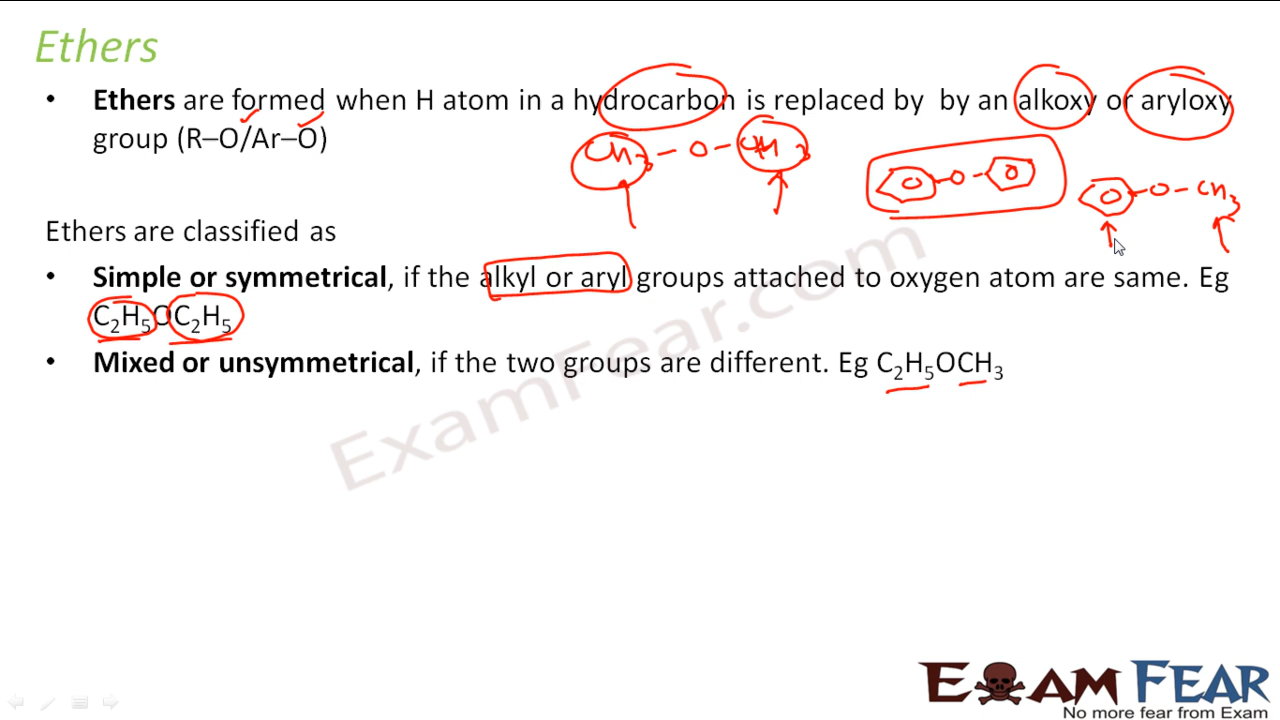 Ethers
• Ethers are formed when H atom in a hydrocarbon is replaced by by an alkoxy or aryloxy
group (R–O/Ar–O)
CH₃ – O – CH₃
O – O – O
O – O – CH₃
Ethers are classified as
• Simple or symmetrical, if the alkyl or aryl groups attached to oxygen atom are same. Eg
C₂H₅OC₂H₅
• Mixed or unsymmetrical, if the two groups are different. Eg C₂H₅OCH₃
ExamFear.com
EXAM FEAR
No more fear from Exam